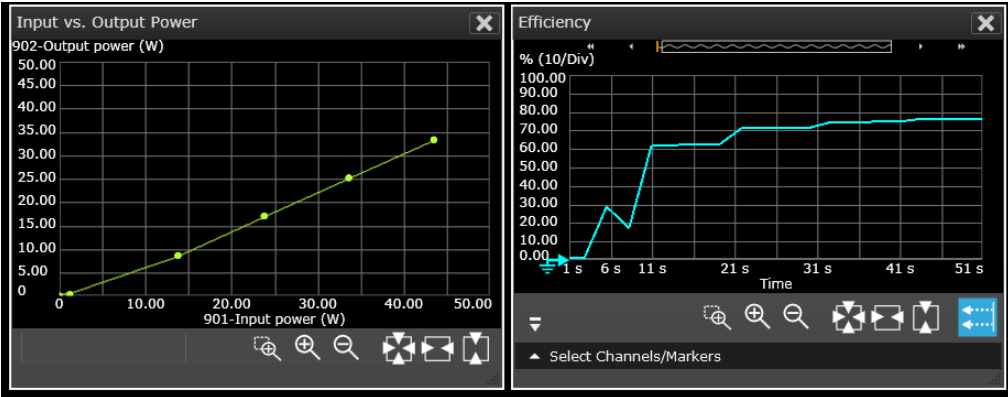 Input vs. Output Power
902-Output power (W)
50.00
45.00
40.00
35.00
30.00
25.00
20.00
15.00
10.00
5.00
0
0 10.00 20.00 30.00 40.00 50.00
901-Input power (W)
Efficiency
% (10/Div)
100.00
90.00
80.00
70.00
60.00
50.00
40.00
30.00
20.00
10.00
0.00
1 s 6 s 11 s 21 s 31 s 41 s 51 s
Time
Select Channels/Markers